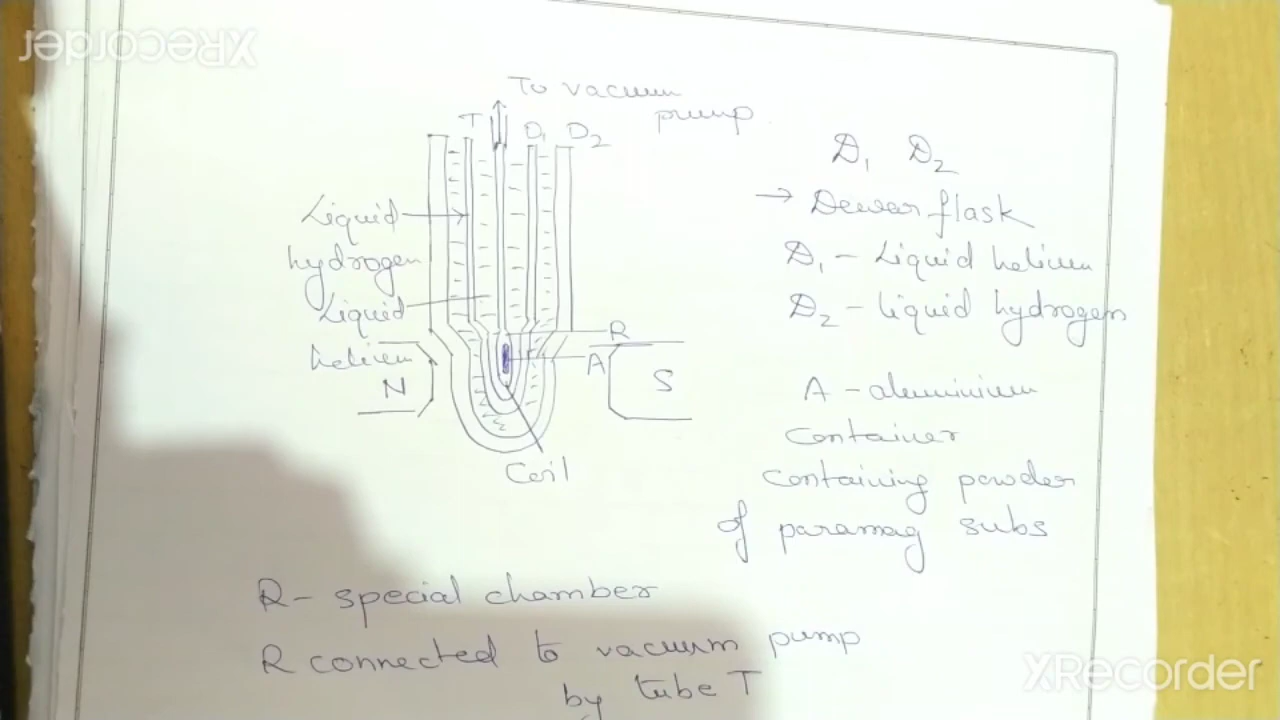 XRecorder
To vacuum
pump
T
D1 D2
Liquid
hydrogen
Liquid
helium
N
R
A
S
Coil
D1 D2
→ Dewar flask
D1 - Liquid helium
D2 - liquid hydrogen
A - aluminium
container
containing powder
of paramag subs
R - special chamber
R connected to vacuum pump
by tube T
XRecorder